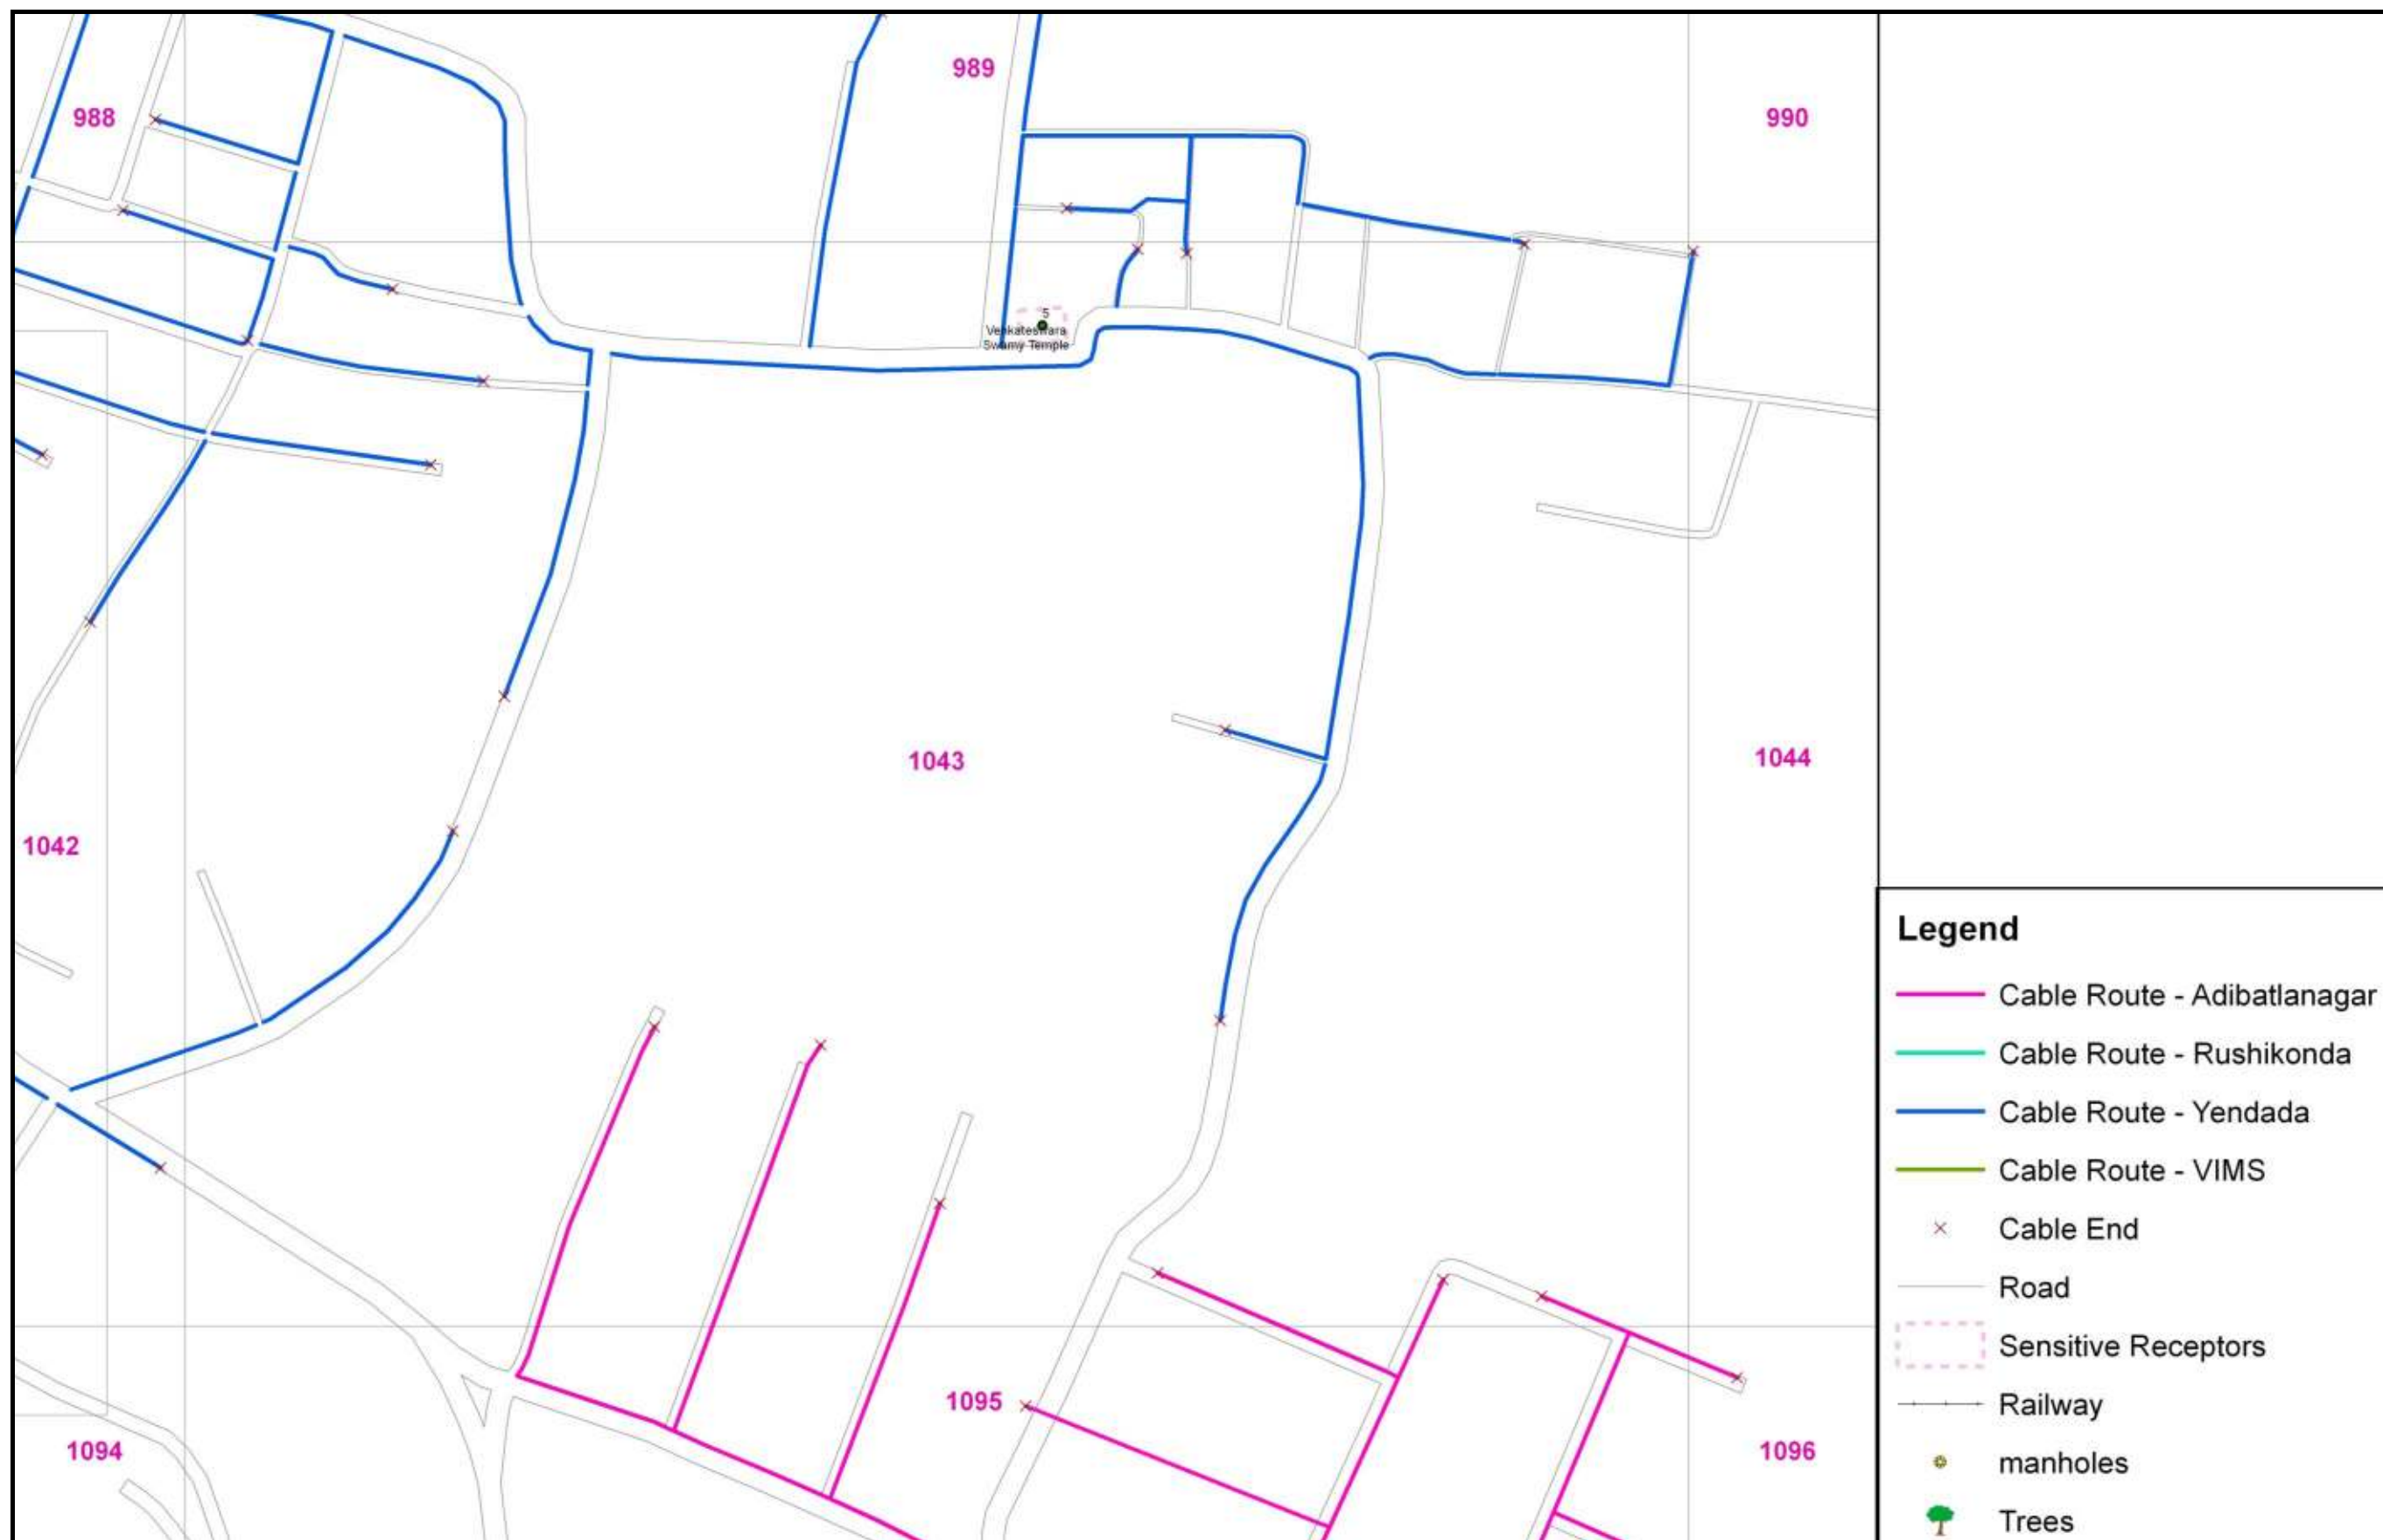 989
988
990
5
Venkateswara
Swamy Temple
1043
1044
1042
1095
1094
1096
Legend
Cable Route - Adibatlanagar
Cable Route - Rushikonda
Cable Route - Yendada
Cable Route - VIMS
Cable End
Road
Sensitive Receptors
Railway
manholes
Trees